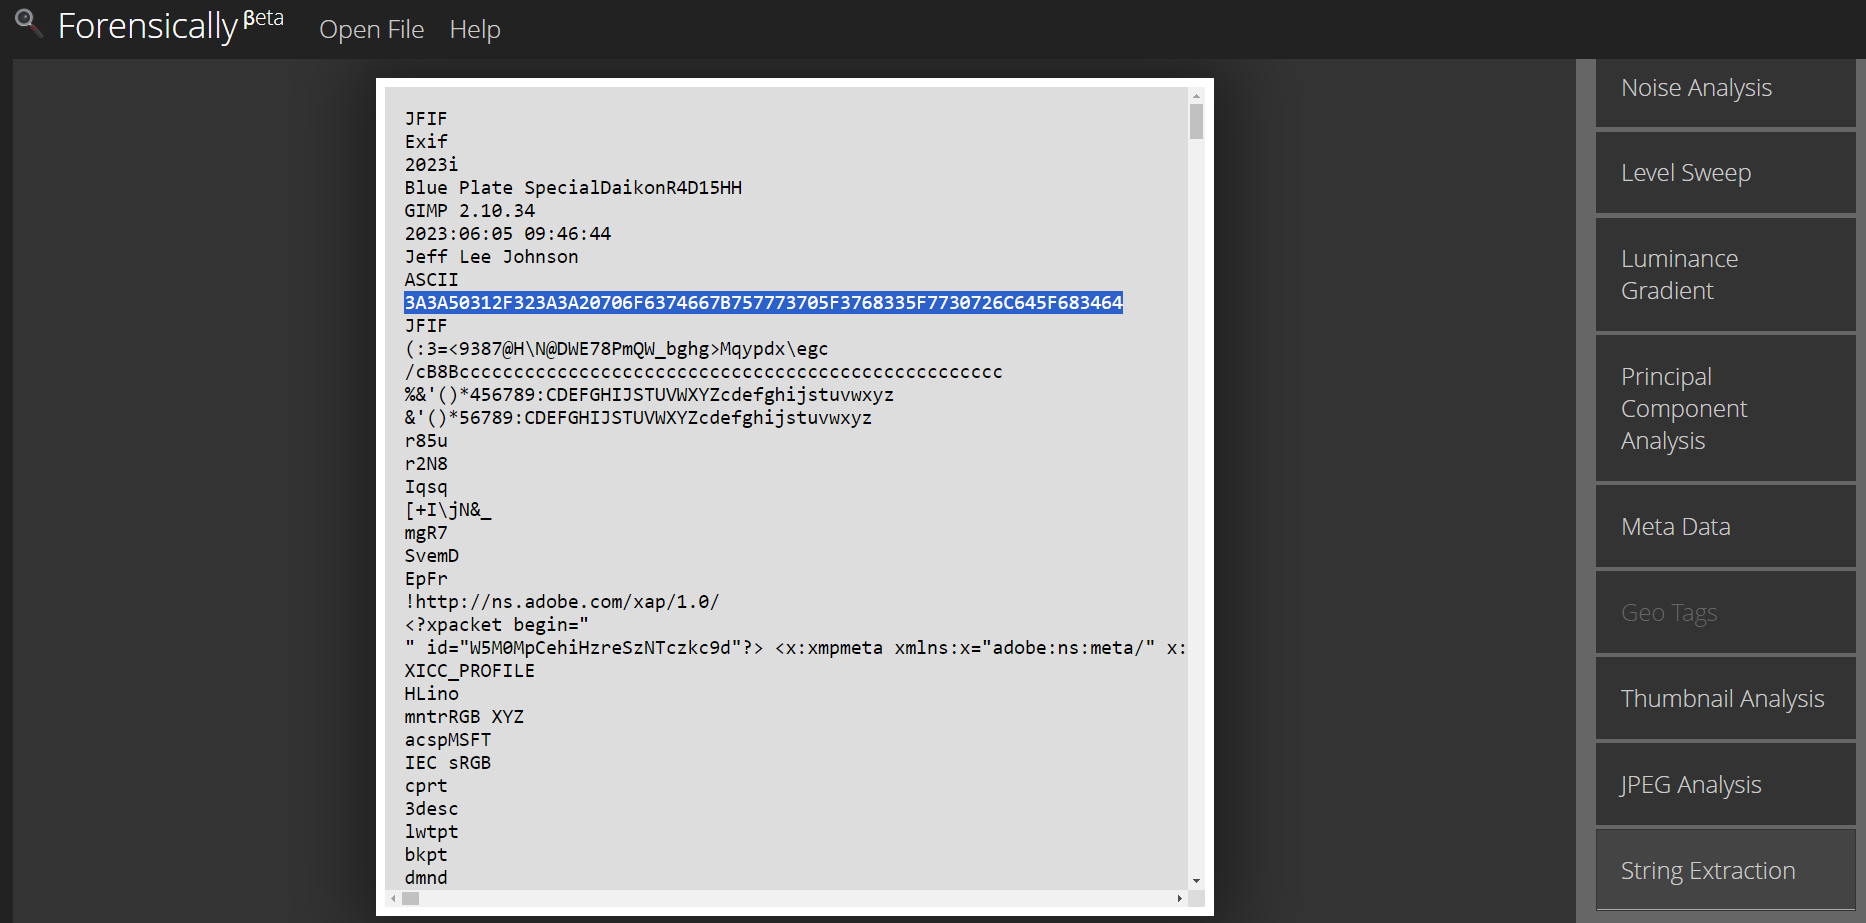 Forensically βeta
Open File
Help
JFIF
Exif
2023i
Blue Plate SpecialDaikonR4D15HH
GIMP 2.10.34
2023:06:05 09:46:44
Jeff Lee Johnson
ASCII
3A3A50312F323A3A20706F6374667B757773705F3768335F7730726C645F683464
JFIF
(:3=<9387@H\N@DWE78PmQW_bghg>Mqypdx\egc
/cB8Bcccccccccccccccccccccccccccccccccccccccccccccccccc
%&'()*456789:CDEFGHIJSTUVWXYZcdefghijstuvwxyz
&'()*56789:CDEFGHIJSTUVWXYZcdefghijstuvwxyz
r85u
r2N8
Iqsq
[+I\jN&_
mgR7
SvemD
EpFr
!http://ns.adobe.com/xap/1.0/
<?xpacket begin="
" id="W5M0MpCehiHzreSzNTczkc9d"?> <x:xmpmeta xmlns:x="adobe:ns:meta/" x:
XICC_PROFILE
HLino
mntrRGB XYZ
acspMSFT
IEC sRGB
cprt
3desc
lwtpt
bkpt
dmnd
Noise Analysis
Level Sweep
Luminance
Gradient
Principal
Component
Analysis
Meta Data
Geo Tags
Thumbnail Analysis
JPEG Analysis
String Extraction